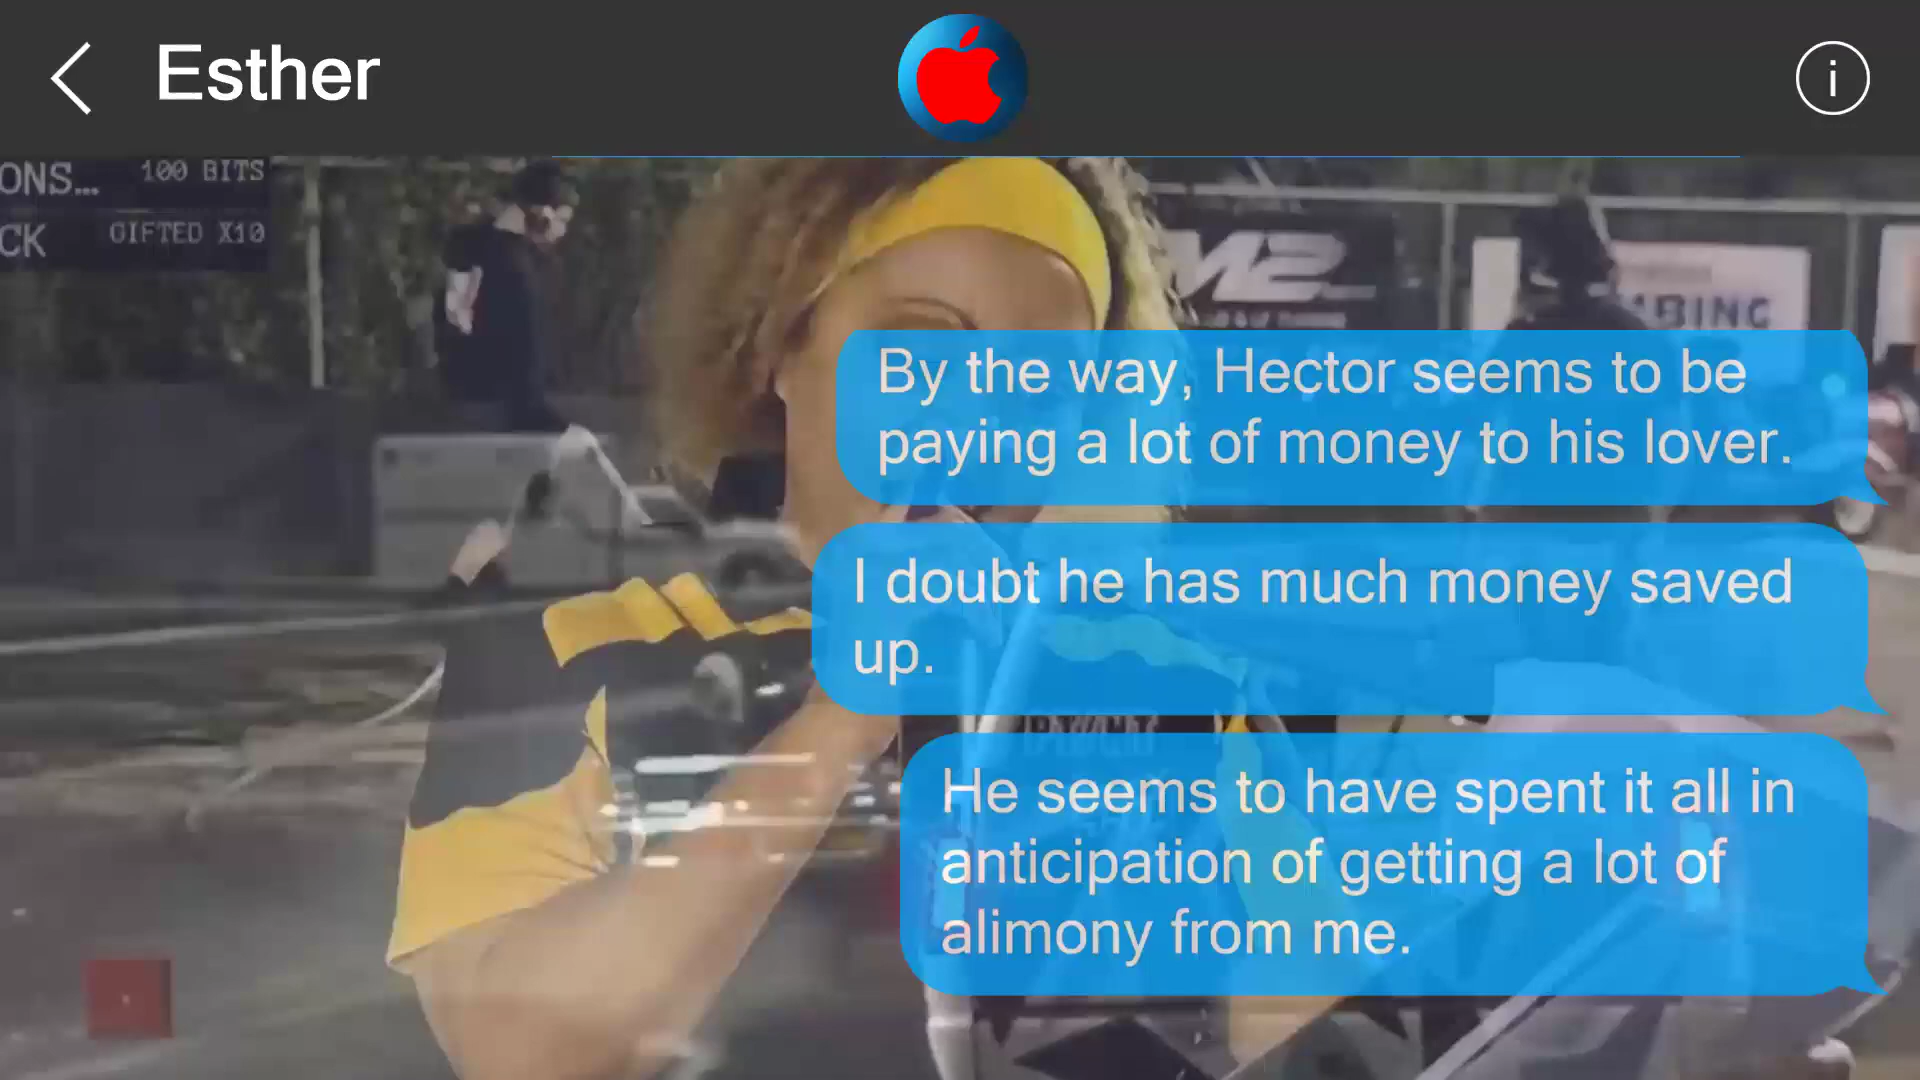 Esther
i
ONS... 100 BITS
CK GIFTED X10
M2
MBING
By the way, Hector seems to be
paying a lot of money to his lover.
I doubt he has much money saved
up.
He seems to have spent it all in
anticipation of getting a lot of
alimony from me.